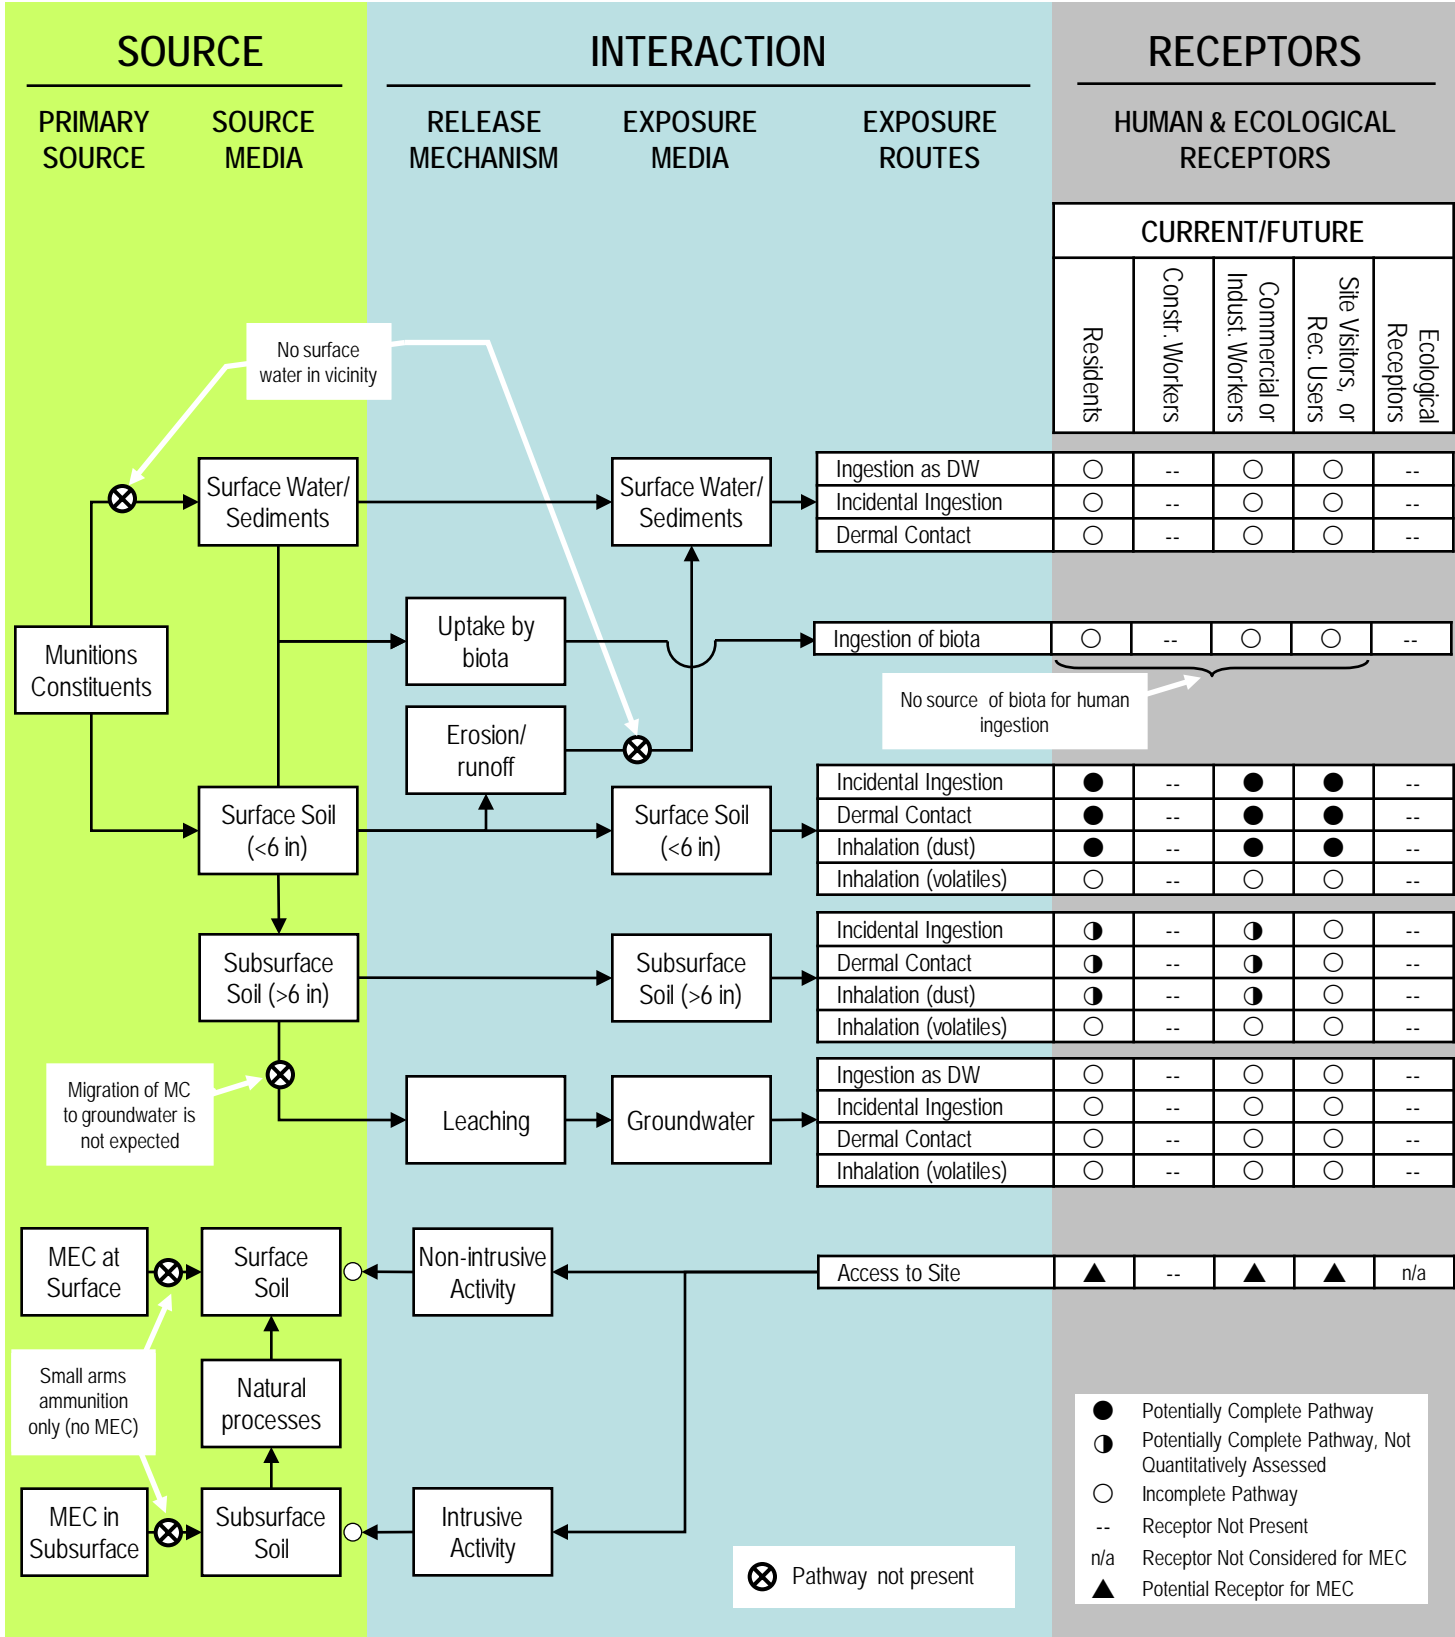 SOURCE
INTERACTION
RECEPTORS
PRIMARY
SOURCE
SOURCE
MEDIA
RELEASE
MECHANISM
EXPOSURE
MEDIA
EXPOSURE
ROUTES
HUMAN & ECOLOGICAL
RECEPTORS
CURRENT/FUTURE
Residents
Constr. Workers
Commercial or
Indust. Workers
Site Visitors, or
Rec. Users
Ecological
Receptors
No surface
water in vicinity
Surface Water/
Sediments
Surface Water/
Sediments
Ingestion as DW -- --
Incidental Ingestion -- --
Dermal Contact -- --
Munitions
Constituents
Uptake by
biota
Ingestion of biota -- --
No source of biota for human
ingestion
Erosion/
runoff
Surface Soil
(<6 in)
Surface Soil
(<6 in)
Incidental Ingestion -- --
Dermal Contact -- --
Inhalation (dust) -- --
Inhalation (volatiles) -- --
Subsurface
Soil (>6 in)
Subsurface
Soil (>6 in)
Incidental Ingestion -- --
Dermal Contact -- --
Inhalation (dust) -- --
Inhalation (volatiles) -- --
Migration of MC
to groundwater is
not expected
Leaching
Groundwater
Ingestion as DW -- --
Incidental Ingestion -- --
Dermal Contact -- --
Inhalation (volatiles) -- --
MEC at
Surface
Surface
Soil
Non-intrusive
Activity
Access to Site -- n/a
Small arms
ammunition
only (no MEC)
Natural
processes
MEC in
Subsurface
Subsurface
Soil
Intrusive
Activity
Pathway not present
Potentially Complete Pathway
Potentially Complete Pathway, Not
Quantitatively Assessed
Incomplete Pathway
-- Receptor Not Present
n/a Receptor Not Considered for MEC
Potential Receptor for MEC